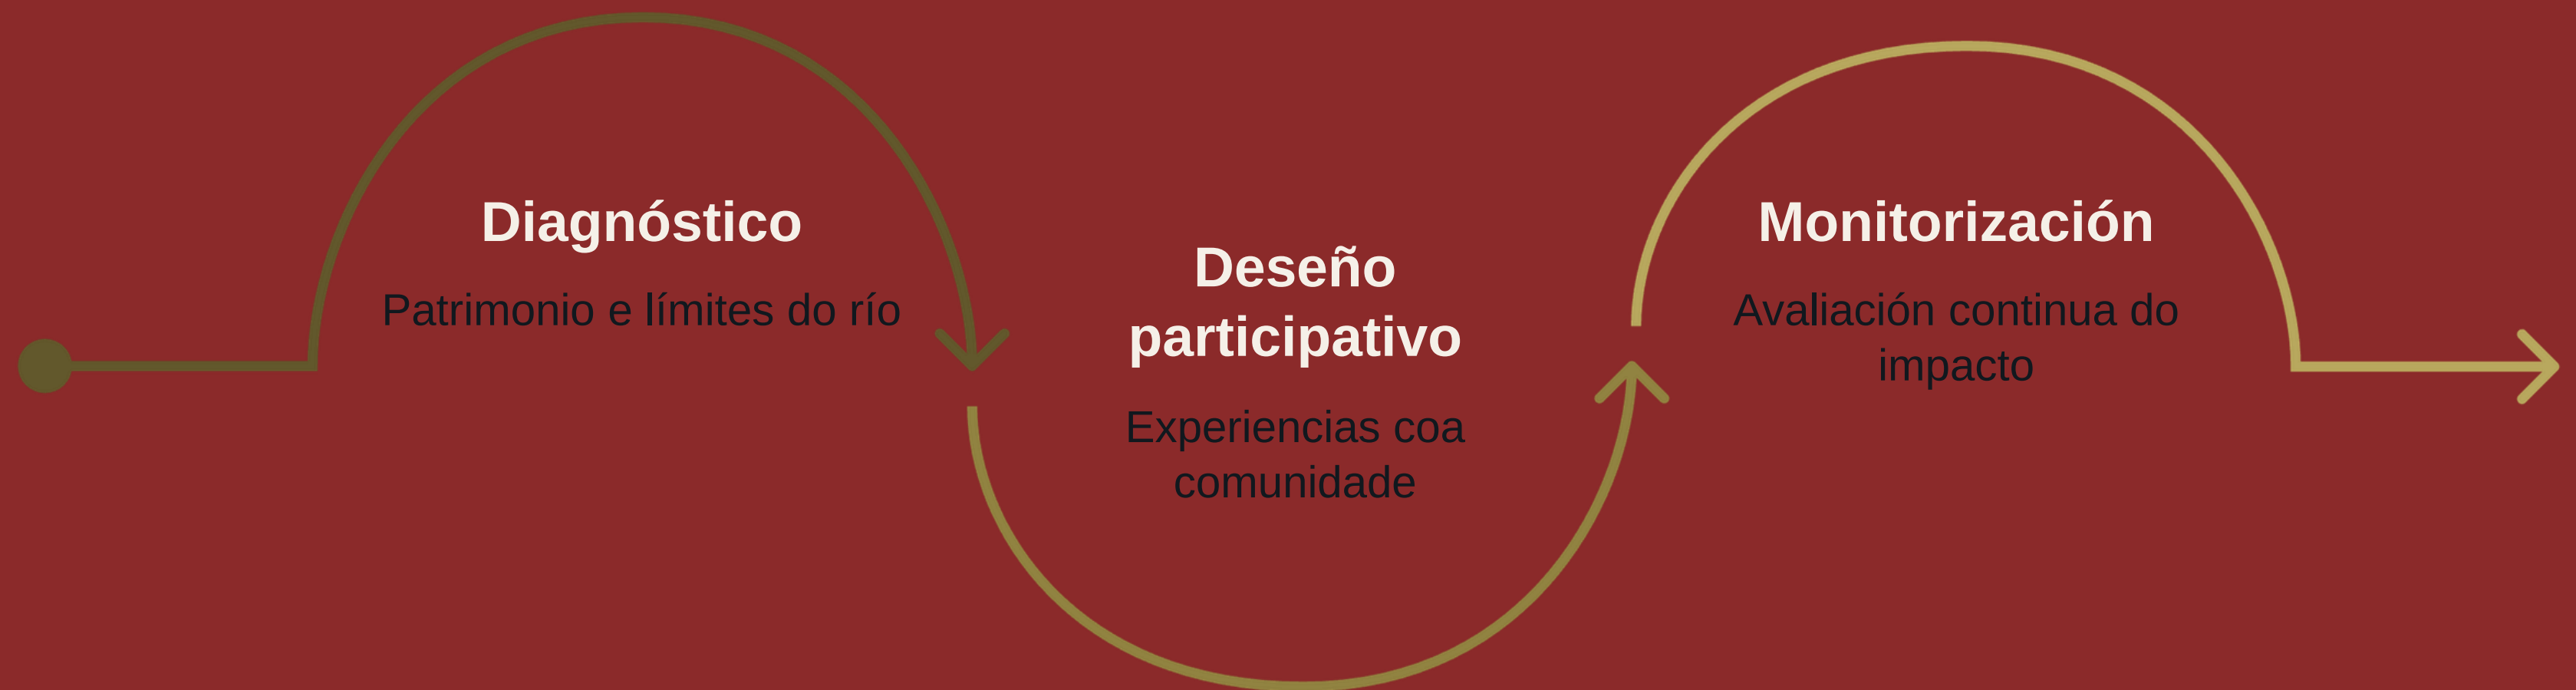 Diagnóstico
Patrimonio e límites do río
Deseño
participativo
Experiencias coa
comunidade
Monitorización
Avaliación continua do
impacto